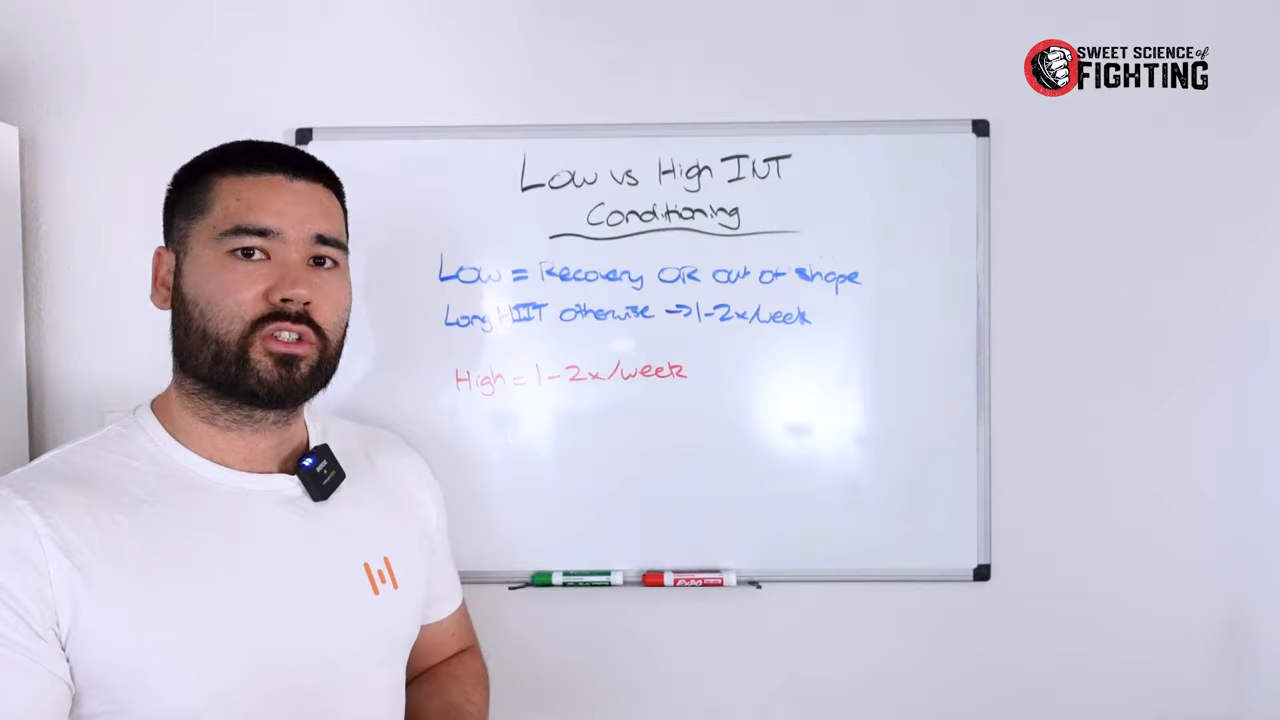 SWEET SCIENCE of
FIGHTING
Low vs High INT
Conditioning
Low = Recovery OR out of shape
Long HIIT otherwise → 1-2x/week
High = 1-2x/week